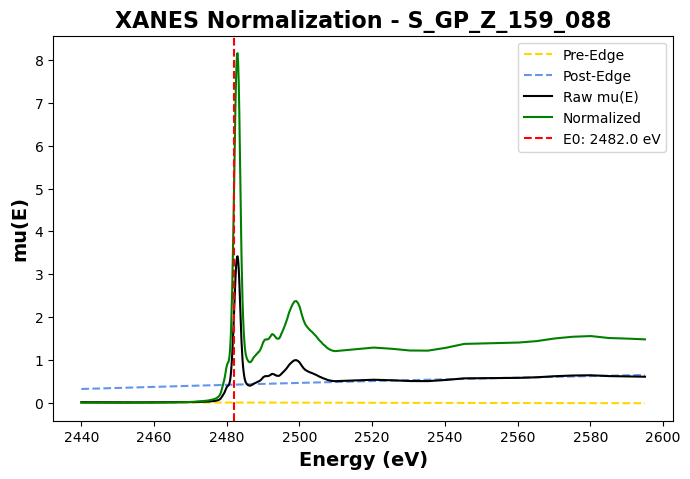 XANES Normalization - S_GP_Z_159_088
Pre-Edge
Post-Edge
Raw mu(E)
Normalized
E0: 2482.0 eV
mu(E)
8
7
6
5
4
3
2
1
0
2440 2460 2480 2500 2520 2540 2560 2580 2600
Energy (eV)